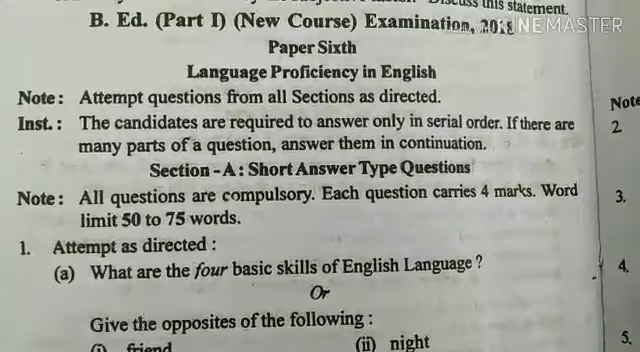 Discuss this statement.
B. Ed. (Part I) (New Course) Examination, 2018
NEMASTER
Paper Sixth
Language Proficiency in English
Note : Attempt questions from all Sections as directed.
Inst. : The candidates are required to answer only in serial order. If there are
many parts of a question, answer them in continuation.
Section - A : Short Answer Type Questions
Note : All questions are compulsory. Each question carries 4 marks. Word
limit 50 to 75 words.
1. Attempt as directed :
(a) What are the four basic skills of English Language ?
Or
Give the opposites of the following :
(i) friend (ii) night
Note
2.
3.
4.
5.